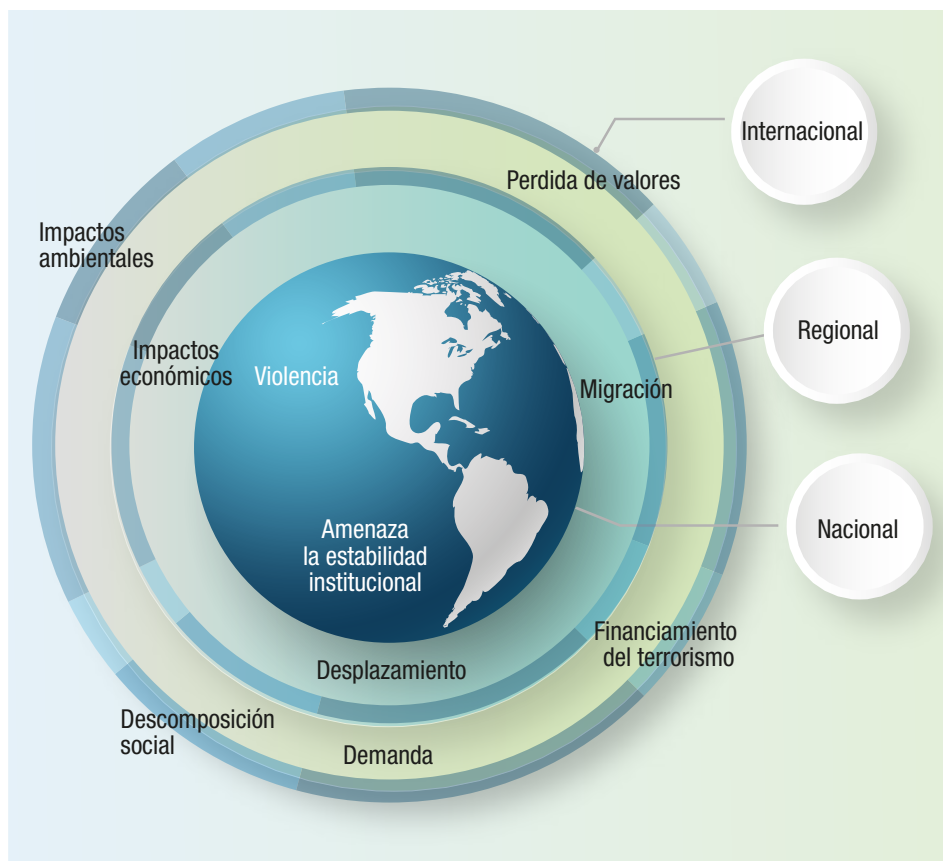 Internacional
Perdida de valores
Impactos
ambientales
Regional
Impactos
económicos
Violencia
Migración
Nacional
Amenaza
la estabilidad
institucional
Financiamiento
del terrorismo
Desplazamiento
Descomposición
social
Demanda